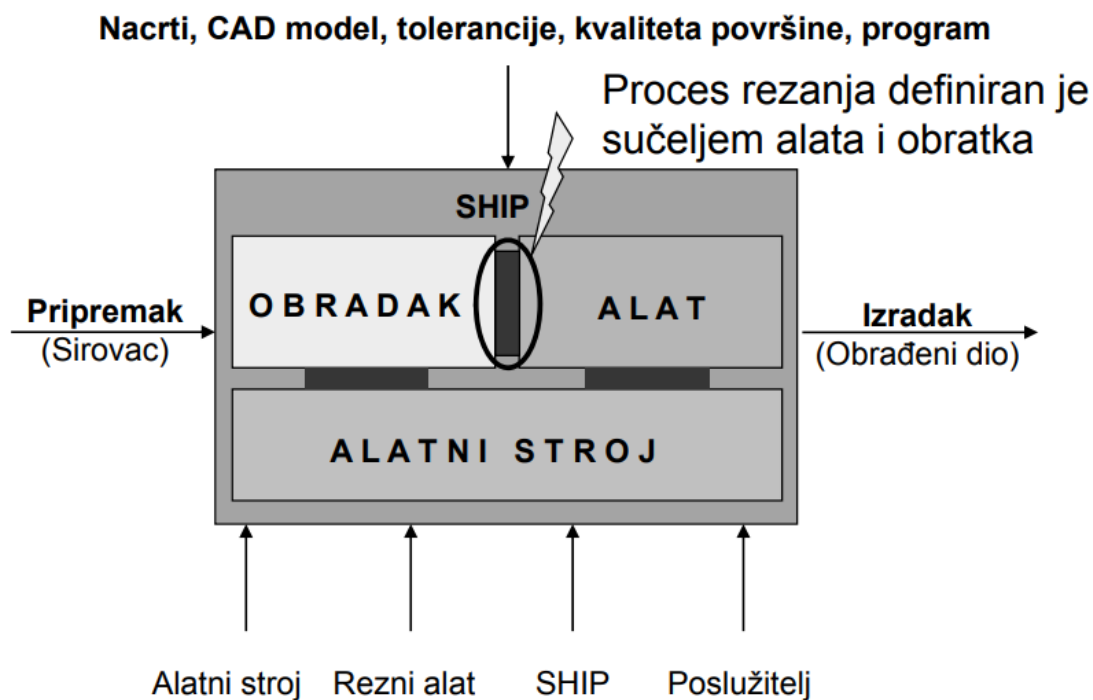 Nacrti, CAD model, tolerancije, kvaliteta površine, program
Proces rezanja definiran je
sučeljem alata i obratka
SHIP
OBRADAK
ALAT
Pripremak
(Sirovac)
Izradak
(Obrađeni dio)
ALATNI STROJ
Alatni stroj
Rezni alat
SHIP
Poslužitelj